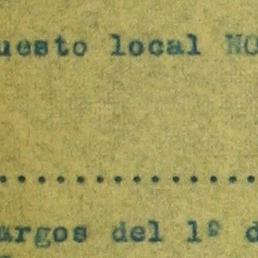 uesto local NO
....................
argos del 1º d